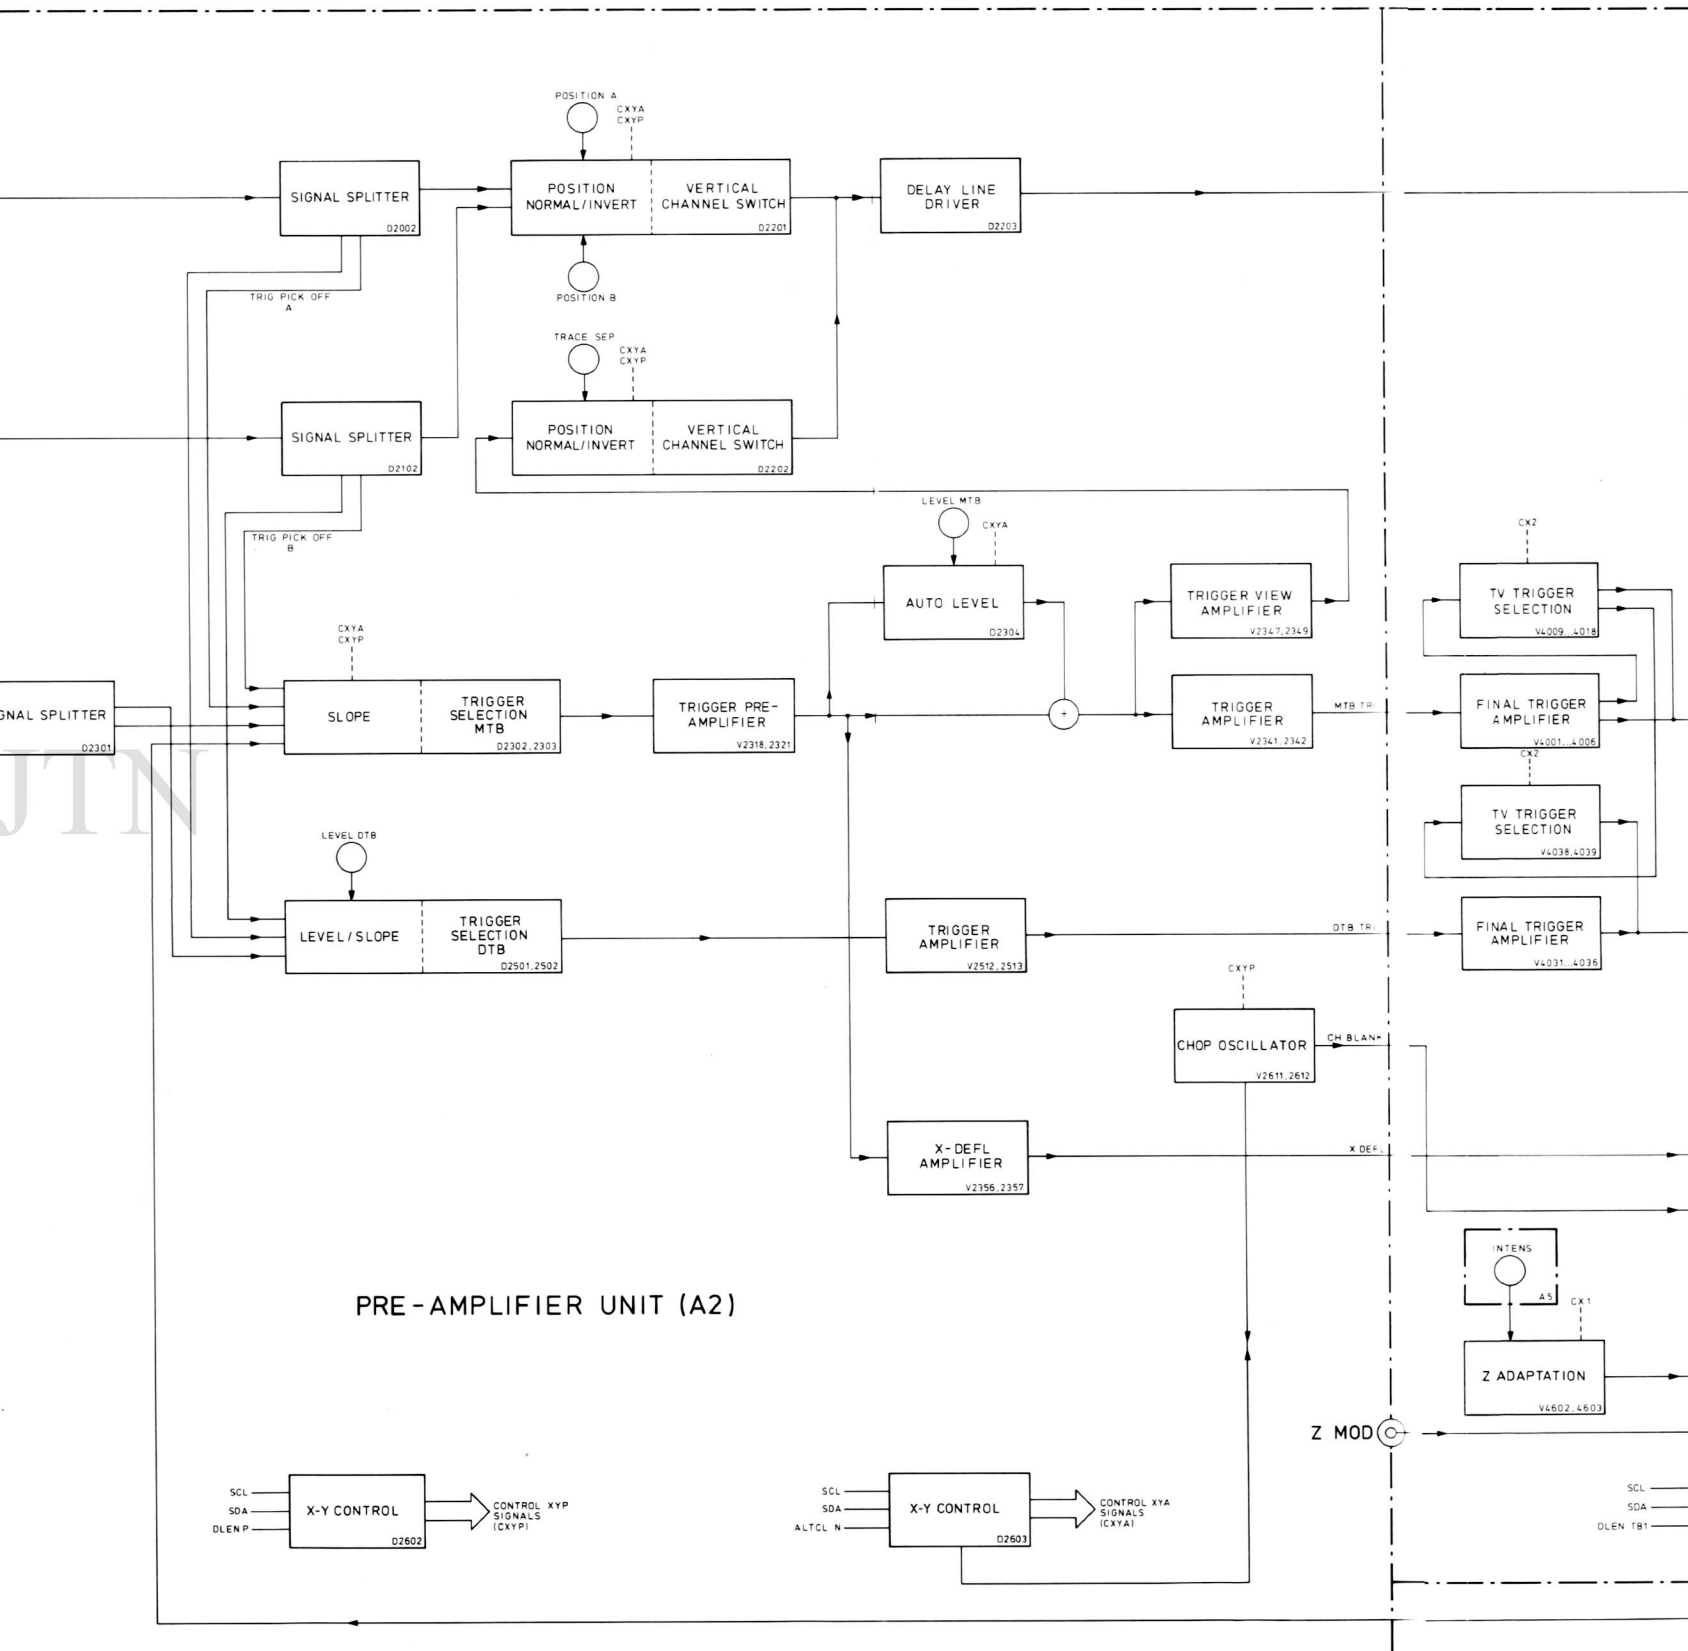 POSITION A
CXYA
CXYP
SIGNAL SPLITTER
D2002
POSITION
NORMAL/INVERT
VERTICAL
CHANNEL SWITCH
D2201
DELAY LINE
DRIVER
D2203
TRIG PICK OFF
A
POSITION B
TRACE SEP
CXYA
CXYP
SIGNAL SPLITTER
D2102
POSITION
NORMAL/INVERT
VERTICAL
CHANNEL SWITCH
D2202
TRIG PICK OFF
B
LEVEL MTB
CXYA
AUTO LEVEL
D2304
TRIGGER VIEW
AMPLIFIER
V2347,2349
CX2
TV TRIGGER
SELECTION
V4009...4018
CXYA
CXYP
GNAL SPLITTER
D2301
SLOPE
TRIGGER
SELECTION
MTB
D2302,2303
TRIGGER PRE-
AMPLIFIER
V2318,2321
+
TRIGGER
AMPLIFIER
V2341,2342
MTB TR
FINAL TRIGGER
AMPLIFIER
V4001...4006
CX2
TV TRIGGER
SELECTION
V4038,4039
JTN
LEVEL DTB
LEVEL/SLOPE
TRIGGER
SELECTION
DTB
D2501,2502
TRIGGER
AMPLIFIER
V2512,2513
DTB TR
FINAL TRIGGER
AMPLIFIER
V4031...4036
CXYP
CHOP OSCILLATOR
V2611,2612
CH BLANK
X-DEFL
AMPLIFIER
V2356,2357
X DEFL
INTENS
A5
CX1
PRE-AMPLIFIER UNIT (A2)
Z ADAPTATION
V4602,4603
Z MOD
SCL
SDA
DLEN P
X-Y CONTROL
D2602
CONTROL XYP
SIGNALS
(CXYP)
SCL
SDA
ALTCL N
X-Y CONTROL
D2603
CONTROL XYA
SIGNALS
(CXYA)
SCL
SDA
DLEN TB1